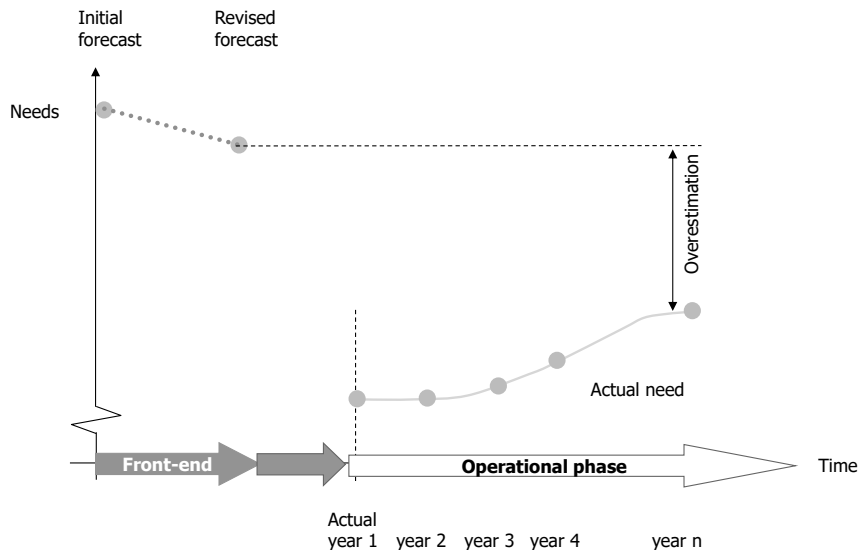 Initial
forecast
Revised
forecast
Needs
Overestimation
Actual need
Front-end
Operational phase
Time
Actual
year 1 year 2 year 3 year 4 year n